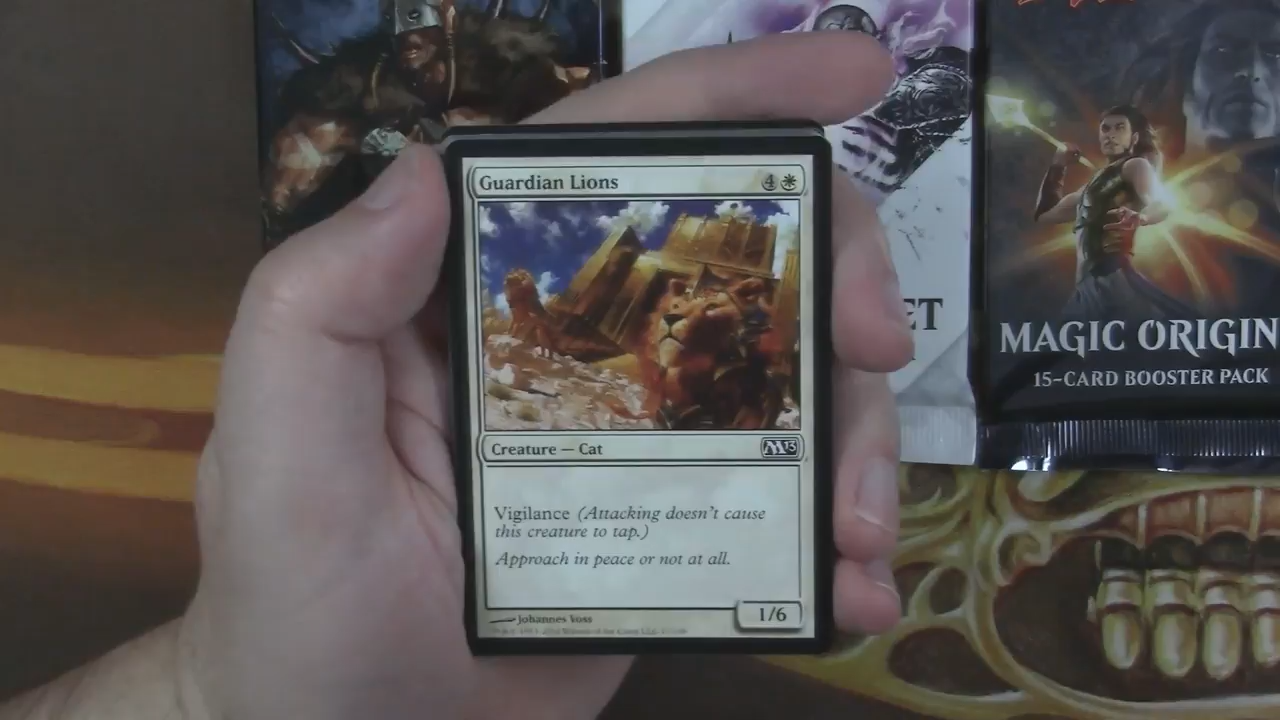 Guardian Lions 4
Creature — Cat M13
Vigilance (Attacking doesn't cause
this creature to tap.)
Approach in peace or not at all.
1/6
Johannes Voss
ET
MAGIC ORIGIN
15-CARD BOOSTER PACK